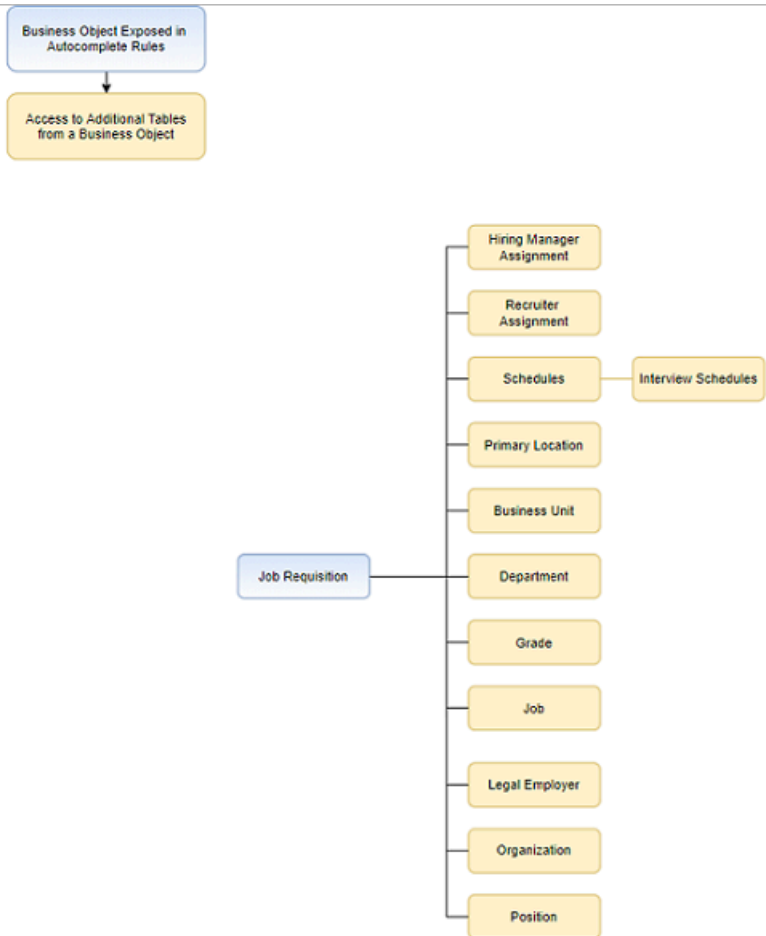 Business Object Exposed in
Autocomplete Rules
Access to Additional Tables
from a Business Object
Hiring Manager
Assignment
Recruiter
Assignment
Schedules
Interview Schedules
Primary Location
Business Unit
Job Requisition
Department
Grade
Job
Legal Employer
Organization
Position